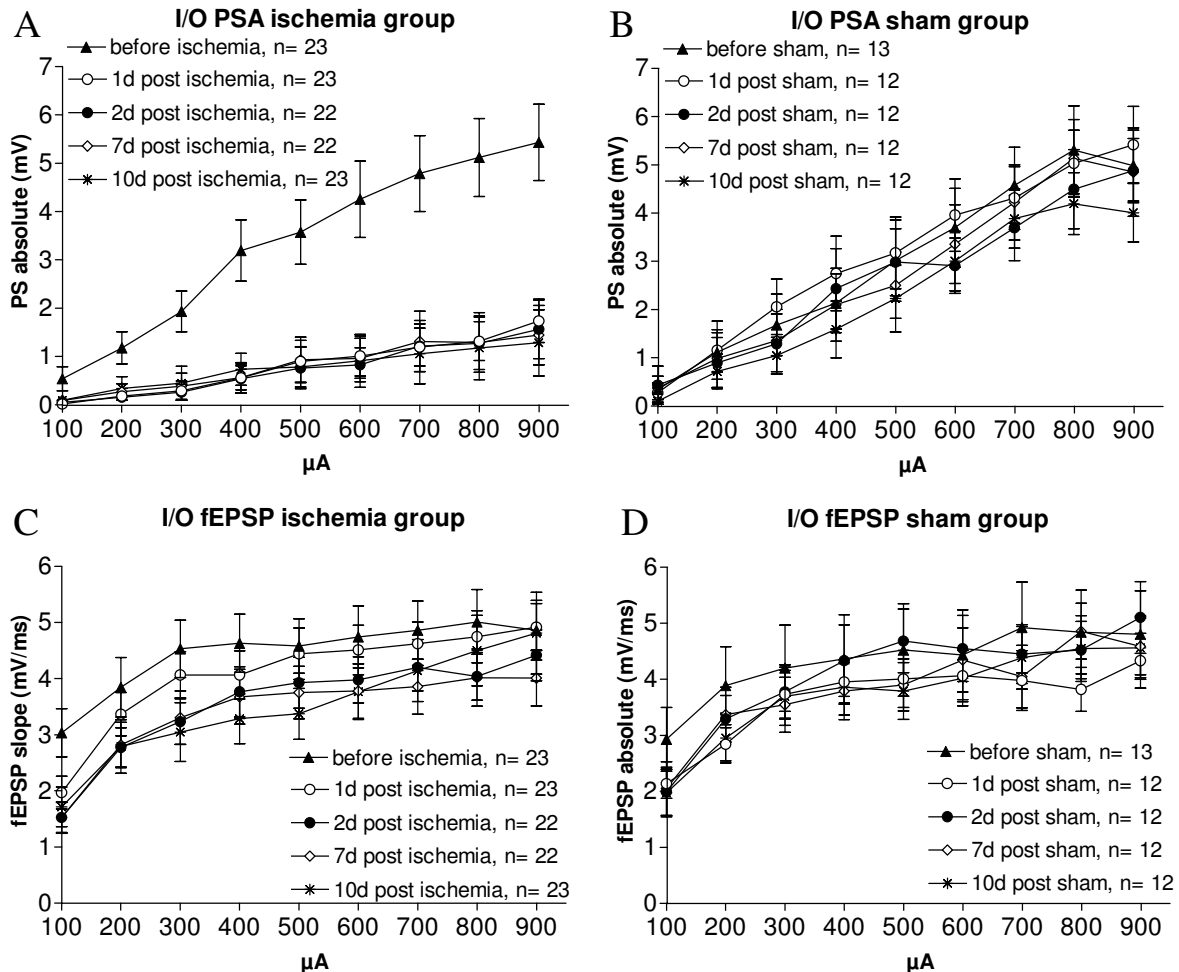 A
I/O PSA ischemia group
before ischemia, n= 23
1d post ischemia, n= 23
2d post ischemia, n= 22
7d post ischemia, n= 22
10d post ischemia, n= 23
PS absolute (mV)
7
6
5
4
3
2
1
0
100 200 300 400 500 600 700 800 900
µA
B
I/O PSA sham group
before sham, n= 13
1d post sham, n= 12
2d post sham, n= 12
7d post sham, n= 12
10d post sham, n= 12
PS absolute (mV)
7
6
5
4
3
2
1
0
100 200 300 400 500 600 700 800 900
µA
C
I/O fEPSP ischemia group
fEPSP slope (mV/ms)
6
5
4
3
2
1
0
before ischemia, n= 23
1d post ischemia, n= 23
2d post ischemia, n= 22
7d post ischemia, n= 22
10d post ischemia, n= 23
100 200 300 400 500 600 700 800 900
µA
D
I/O fEPSP sham group
fEPSP absolute (mV/ms)
6
5
4
3
2
1
0
before sham, n= 13
1d post sham, n= 12
2d post sham, n= 12
7d post sham, n= 12
10d post sham, n= 12
100 200 300 400 500 600 700 800 900
µA